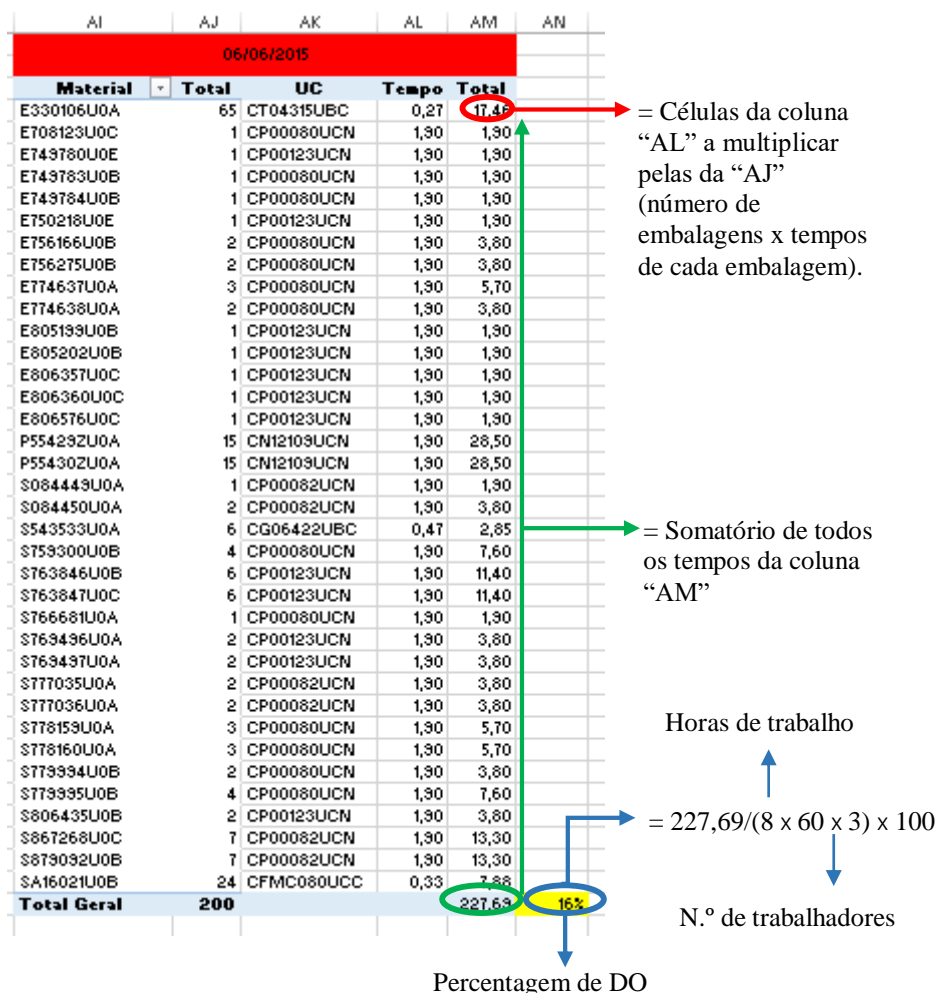 AI AJ AK AL AM AN
06/06/2015
Material Total UC Tempo Total
E330106U0A 65 CT04315UBC 0,27 17,46
E708123U0C 1 CP00080UCN 1,90 1,90
E749780U0E 1 CP00123UCN 1,90 1,90
E749783U0B 1 CP00080UCN 1,90 1,90
E749784U0B 1 CP00080UCN 1,90 1,90
E750218U0E 1 CP00123UCN 1,90 1,90
E756166U0B 2 CP00080UCN 1,90 3,80
E756275U0B 2 CP00080UCN 1,90 3,80
E774637U0A 3 CP00080UCN 1,90 5,70
E774638U0A 2 CP00080UCN 1,90 3,80
E805199U0B 1 CP00123UCN 1,90 1,90
E805202U0B 1 CP00123UCN 1,90 1,90
E806357U0C 1 CP00123UCN 1,90 1,90
E806360U0C 1 CP00123UCN 1,90 1,90
E806576U0C 1 CP00123UCN 1,90 1,90
P55429ZU0A 15 CN12109UCN 1,90 28,50
P55430ZU0A 15 CN12109UCN 1,90 28,50
S084449U0A 1 CP00082UCN 1,90 1,90
S084450U0A 2 CP00082UCN 1,90 3,80
S543533U0A 6 CG06422UBC 0,47 2,85
S759300U0B 4 CP00080UCN 1,90 7,60
S763846U0B 6 CP00123UCN 1,90 11,40
S763847U0C 6 CP00123UCN 1,90 11,40
S766681U0A 1 CP00080UCN 1,90 1,90
S769496U0A 2 CP00123UCN 1,90 3,80
S769497U0A 2 CP00123UCN 1,90 3,80
S777035U0A 2 CP00082UCN 1,90 3,80
S777036U0A 2 CP00082UCN 1,90 3,80
S778159U0A 3 CP00080UCN 1,90 5,70
S778160U0A 3 CP00080UCN 1,90 5,70
S779994U0B 2 CP00080UCN 1,90 3,80
S779995U0B 4 CP00080UCN 1,90 7,60
S806435U0B 2 CP00123UCN 1,90 3,80
S867268U0C 7 CP00082UCN 1,90 13,30
S879092U0B 7 CP00082UCN 1,90 13,30
SA16021U0B 24 CFMC080UCC 0,33 7,88
Total Geral 200 227,69 16%
= Células da coluna
“AL” a multiplicar
pelas da “AJ”
(número de
embalagens x tempos
de cada embalagem).
= Somatório de todos
os tempos da coluna
“AM”
Horas de trabalho
= 227,69/(8 x 60 x 3) x 100
N.º de trabalhadores
Percentagem de DO